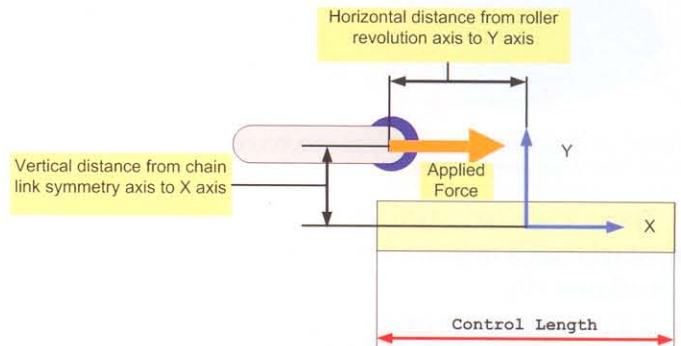 Horizontal distance from roller
revolution axis to Y axis
Y
Vertical distance from chain
link symmetry axis to X axis
Applied
Force
X
Control Length